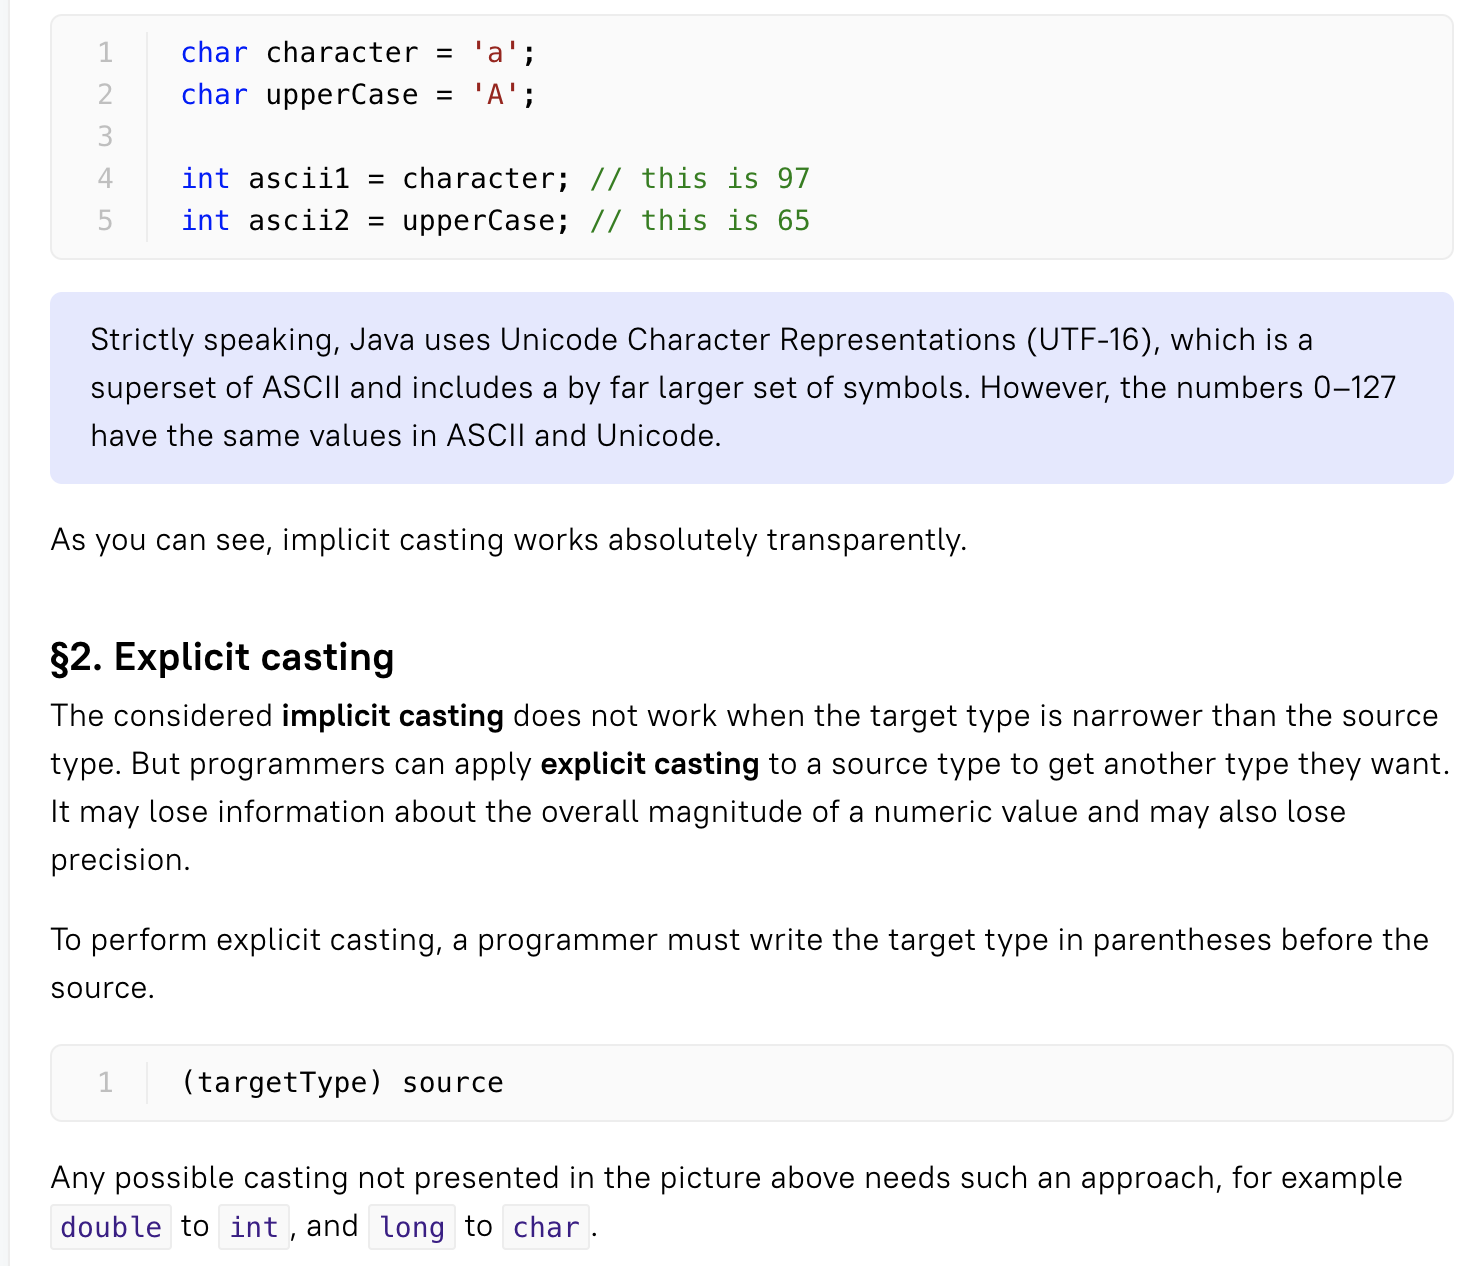 1 char character = 'a';
2 char upperCase = 'A';
3
4 int ascii1 = character; // this is 97
5 int ascii2 = upperCase; // this is 65
Strictly speaking, Java uses Unicode Character Representations (UTF-16), which is a
superset of ASCII and includes a by far larger set of symbols. However, the numbers 0–127
have the same values in ASCII and Unicode.
As you can see, implicit casting works absolutely transparently.
§2. Explicit casting
The considered implicit casting does not work when the target type is narrower than the source
type. But programmers can apply explicit casting to a source type to get another type they want.
It may lose information about the overall magnitude of a numeric value and may also lose
precision.
To perform explicit casting, a programmer must write the target type in parentheses before the
source.
1 (targetType) source
Any possible casting not presented in the picture above needs such an approach, for example
double to int, and long to char.